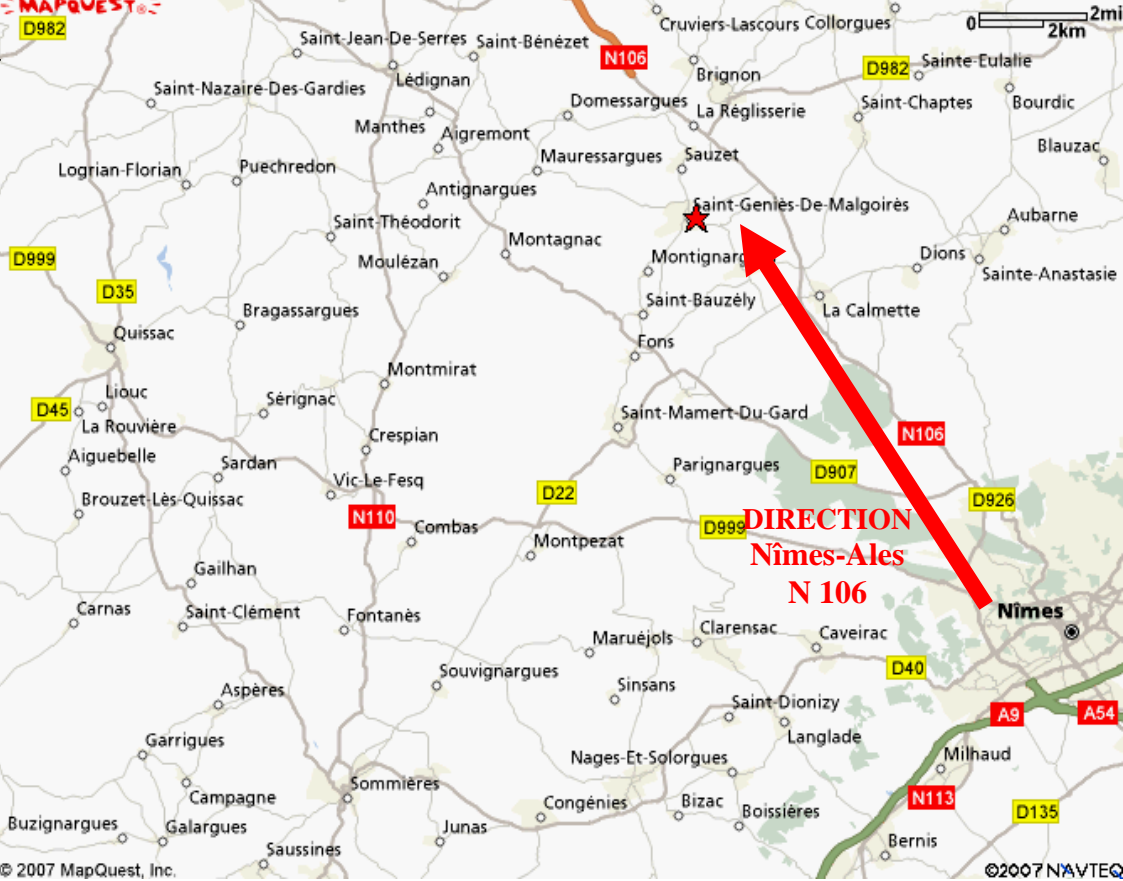 MAPQUEST
D982
Cruviers-Lascours
Collorgues
0
2mi
2km
Saint-Jean-De-Serres
Saint-Bénézet
N106
D982
Sainte-Eulalie
Lédignan
Brignon
Saint-Nazaire-Des-Gardies
Domessargues
La Réglisserie
Saint-Chaptes
Bourdic
Manthes
Aigremont
Mauressargues
Sauzet
Blauzac
Logrian-Florian
Puechredon
Antignargues
Saint-Geniès-De-Malgoirès
Saint-Théodorit
Aubarne
Montagnac
D999
Moulézan
Montignar
Dions
Sainte-Anastasie
D35
Bragassargues
Saint-Bauzély
La Calmette
Quissac
Fons
Montmirat
Liouc
Sérignac
D45
Saint-Mamert-Du-Gard
La Rouvière
Crespian
N106
Aiguebelle
Sardan
Parignargues
D907
Vic-Le-Fesq
Brouzet-Lès-Quissac
D22
D926
N110
Combas
D999
DIRECTION
Nîmes-Ales
N 106
Montpezat
Gailhan
Carnas
Saint-Clément
Fontanès
Nîmes
Maruéjols
Clarensac
Caveirac
Souvignargues
D40
Aspères
Sinsans
Saint-Dionizy
A9
A54
Langlade
Garrigues
Nages-Et-Solorgues
Milhaud
Sommières
Campagne
Congénies
Bizac
Boissières
N113
D135
Buzignargues
Galargues
Junas
Saussines
Bernis
© 2007 MapQuest, Inc.
©2007 NAVTEQ